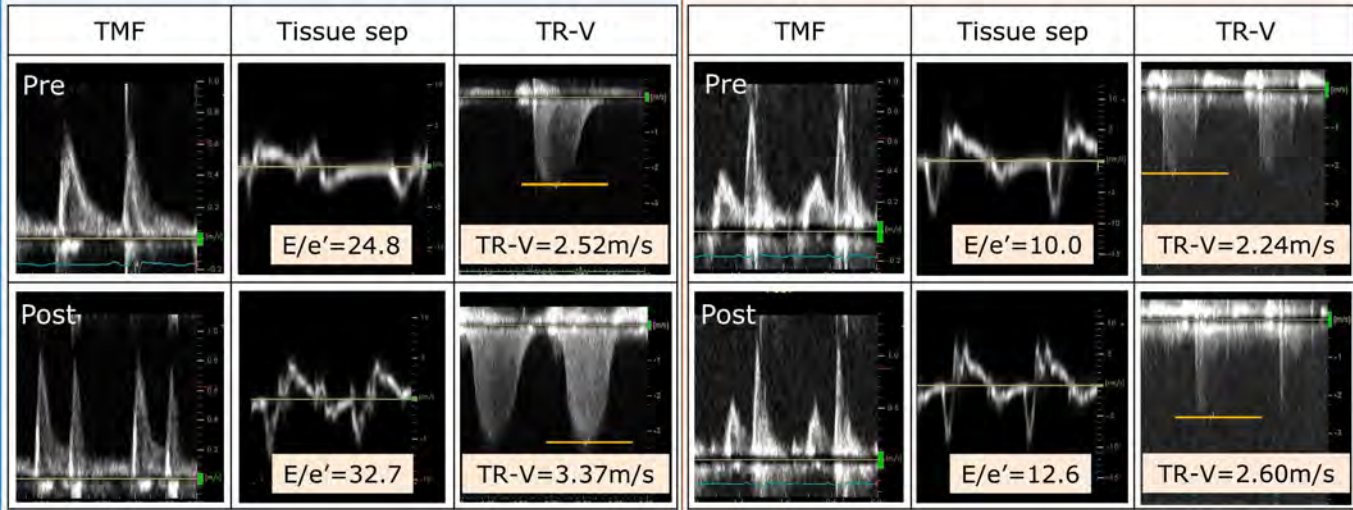 TMF Tissue sep TR-V TMF Tissue sep TR-V
Pre Pre
E/e'=24.8 TR-V=2.52m/s E/e'=10.0 TR-V=2.24m/s
Post Post
E/e'=32.7 TR-V=3.37m/s E/e'=12.6 TR-V=2.60m/s